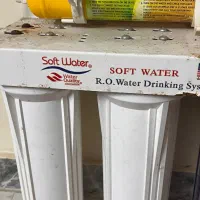 Soft Water®
Water
Quality
SOFT WATER
R.O.Water Drinking Sys